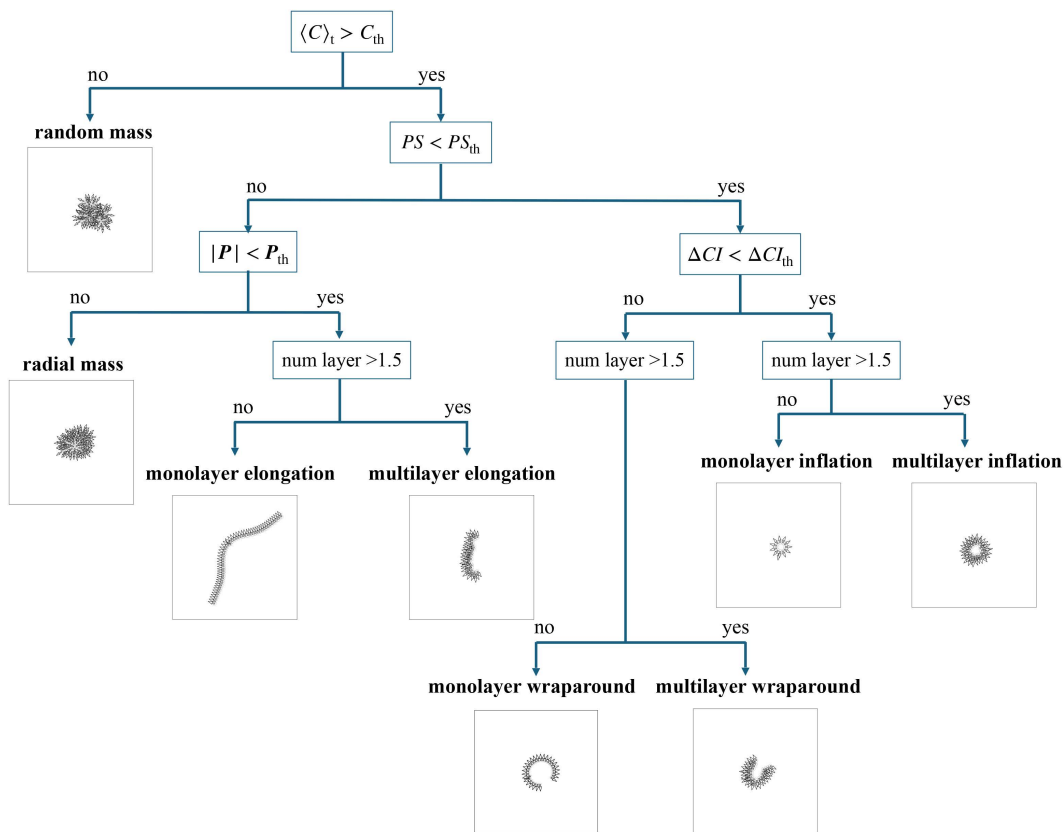 ⟨C⟩t > Cth
no
yes
random mass
PS < PSth
no
yes
|P| < Pth
ΔCI < ΔCIth
no
yes
no
yes
radial mass
num layer >1.5
num layer >1.5
num layer >1.5
no
yes
no
yes
monolayer elongation
multilayer elongation
monolayer inflation
multilayer inflation
no
yes
monolayer wraparound
multilayer wraparound